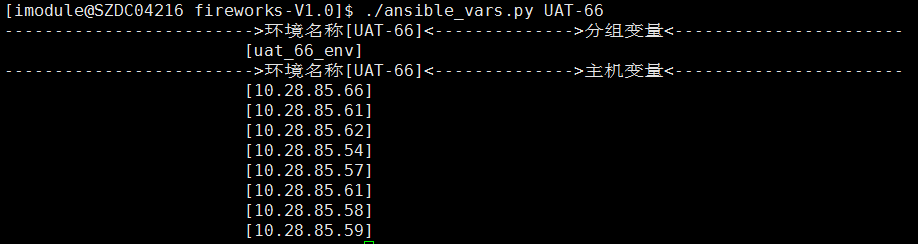 [imodule@SZDC04216 fireworks-V1.0]$ ./ansible_vars.py UAT-66
--------------------------->环境名称[UAT-66]<--------------->分组变量<-------------------------
[uat_66_env]
--------------------------->环境名称[UAT-66]<--------------->主机变量<-------------------------
[10.28.85.66]
[10.28.85.61]
[10.28.85.62]
[10.28.85.54]
[10.28.85.57]
[10.28.85.61]
[10.28.85.58]
[10.28.85.59]